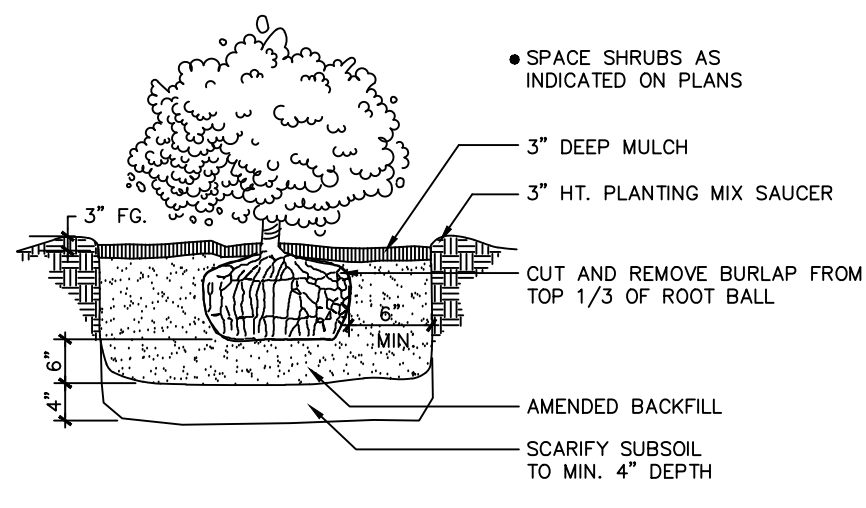 ● SPACE SHRUBS AS
INDICATED ON PLANS
3" DEEP MULCH
3" HT. PLANTING MIX SAUCER
3" FG.
CUT AND REMOVE BURLAP FROM
TOP 1/3 OF ROOT BALL
6"
MIN.
6"
4"
AMENDED BACKFILL
SCARIFY SUBSOIL
TO MIN. 4" DEPTH